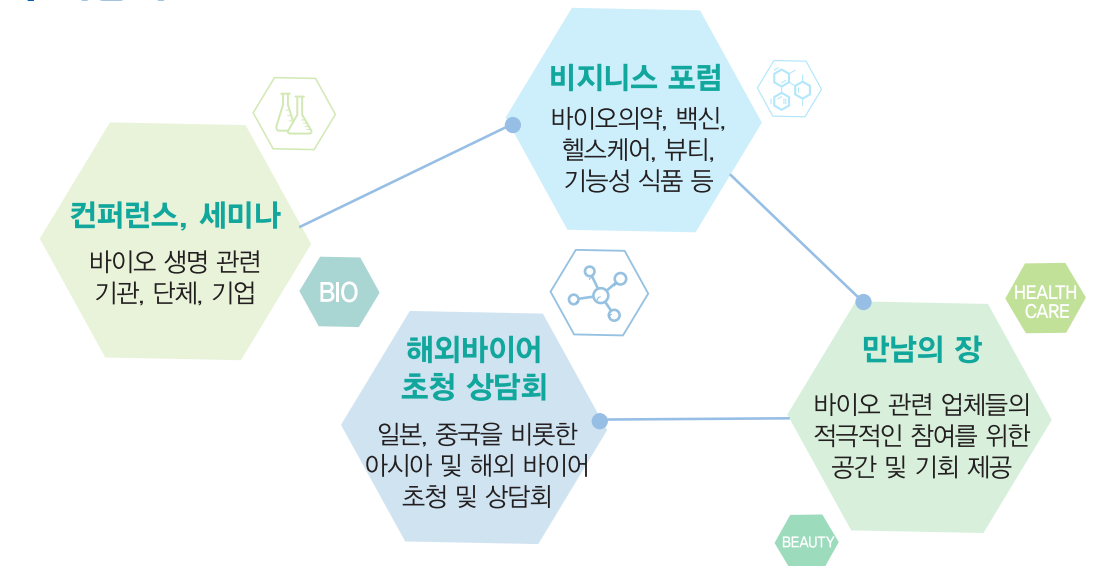 비지니스 포럼
바이오의약, 백신,
헬스케어, 뷰티,
기능성 식품 등
컨퍼런스, 세미나
바이오 생명 관련
기관, 단체, 기업
BIO
HEALTH
CARE
해외바이어
초청 상담회
일본, 중국을 비롯한
아시아 및 해외 바이어
초청 및 상담회
만남의 장
바이오 관련 업체들의
적극적인 참여를 위한
공간 및 기회 제공
BEAUTY